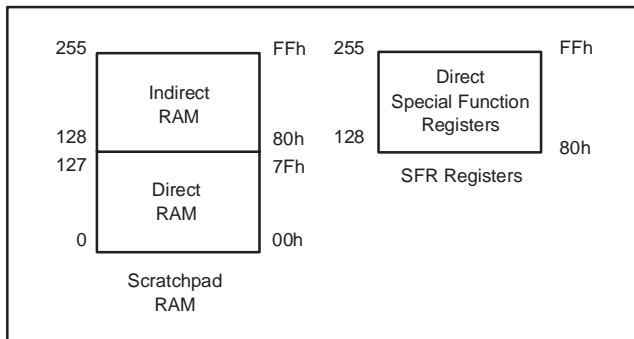 255
FFh
Indirect
RAM
128
80h
127
7Fh
Direct
RAM
0
00h
Scratchpad
RAM
255
FFh
Direct
Special Function
Registers
128
80h
SFR Registers